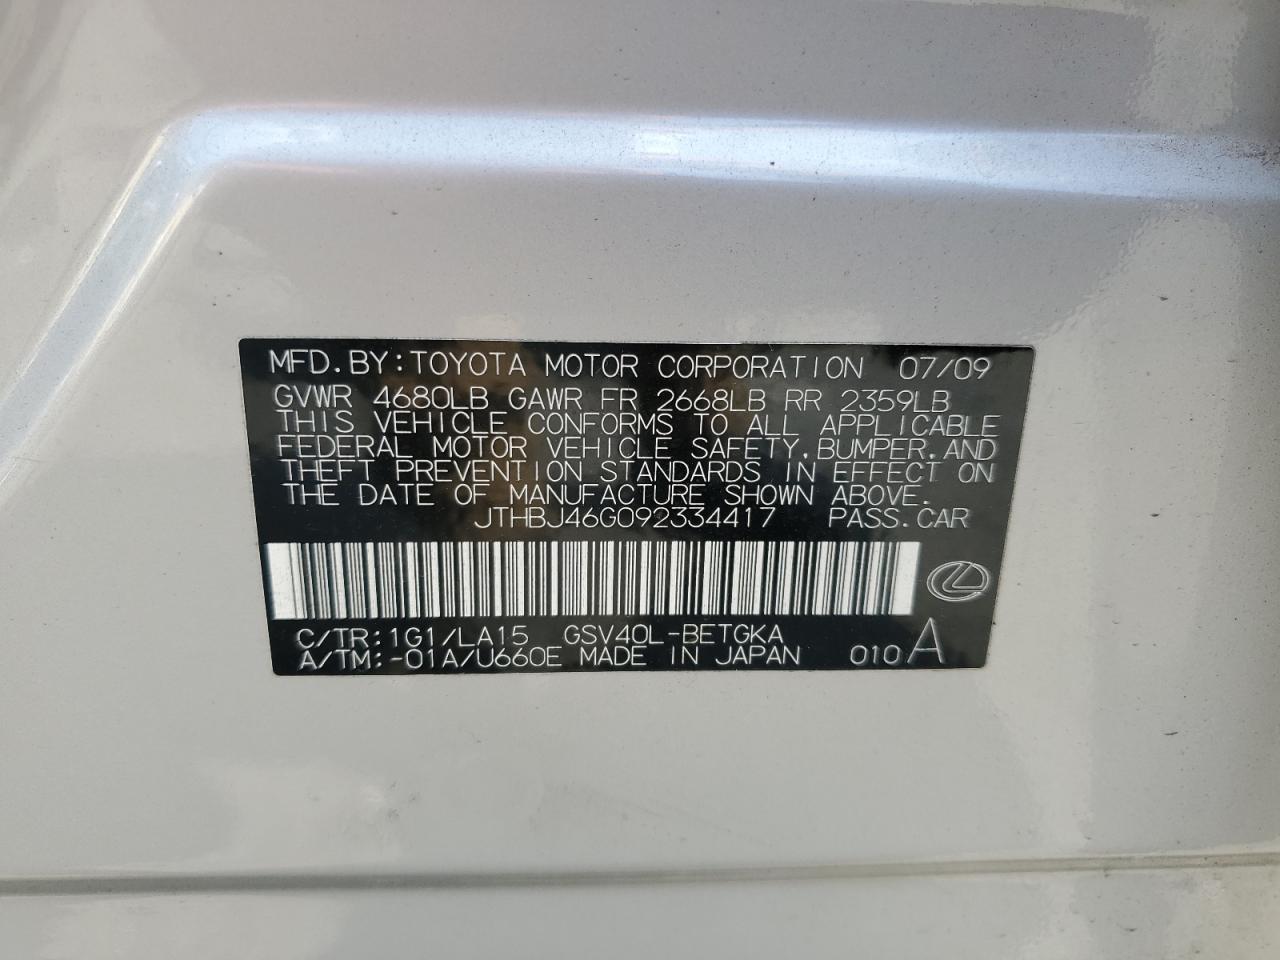 MFD.BY:TOYOTA MOTOR CORPORATION 07/09
GVWR 4680LB GAWR FR 2668LB RR 2359LB
THIS VEHICLE CONFORMS TO ALL APPLICABLE
FEDERAL MOTOR VEHICLE SAFETY,BUMPER,AND
THEFT PREVENTION STANDARDS IN EFFECT ON
THE DATE OF MANUFACTURE SHOWN ABOVE.
JTHBJ46G092334417 PASS.CAR
C/TR:1G1/LA15 GSV40L-BETGKA
A/TM:-01A/U660E MADE IN JAPAN 010 A